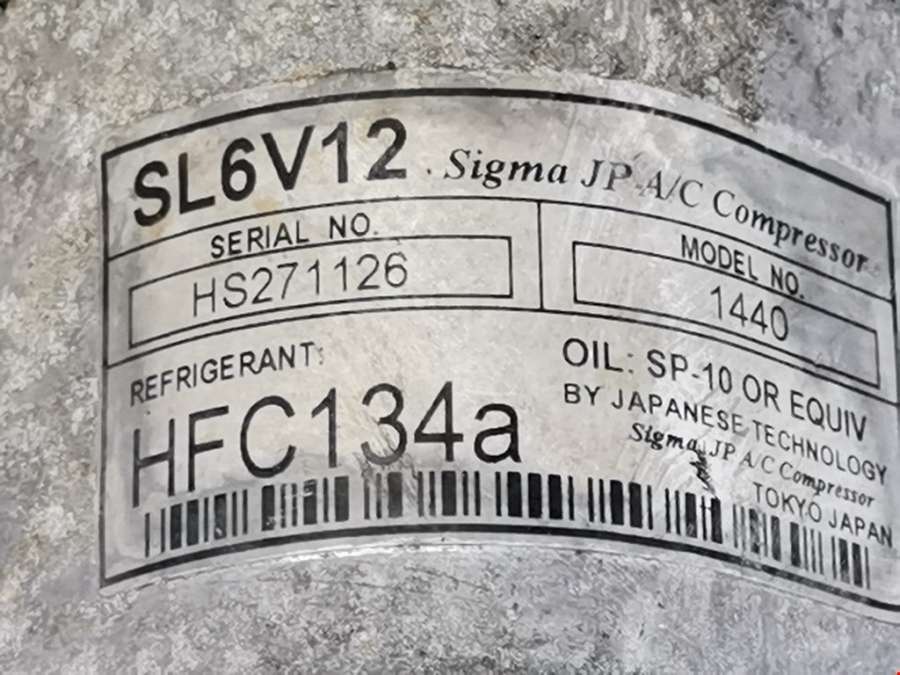 SL6V12 . Sigma JP A/C Compressor
SERIAL NO.
HS271126
MODEL NO.
1440
REFRIGERANT:
HFC134a
OIL: SP-10 OR EQUIV
BY JAPANESE TECHNOLOGY
Sigma JP A/C Compressor
TOKYO JAPAN